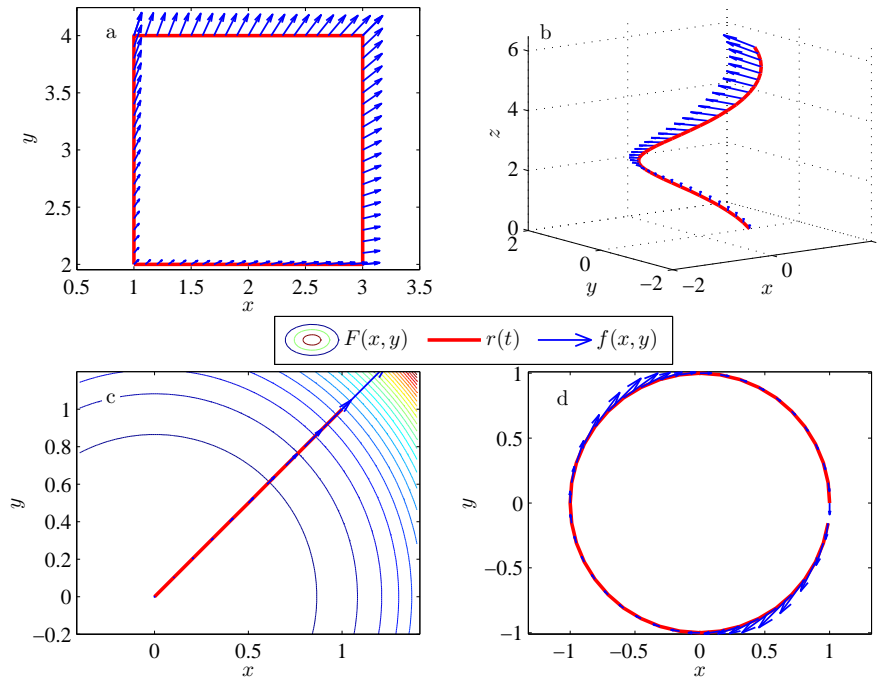 a
4
3.5
3
2.5
2
y
0.5 1 1.5 2 2.5 3 3.5
x
b
6
4
2
0
z
2 0 −2
y
−2 0
x
F(x, y) r(t) f(x, y)
c
1
0.8
0.6
0.4
0.2
0
−0.2
y
0 0.5 1
x
d
1
0.5
0
−0.5
−1
y
−1 −0.5 0 0.5 1
x